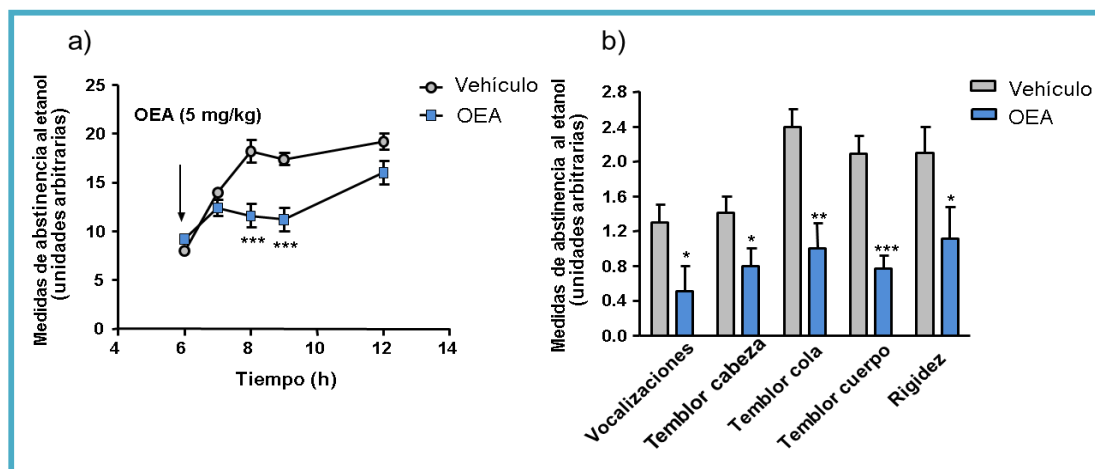 a)
Medidas de abstinencia al etanol
(unidades arbitrarias)
25
20
15
10
5
0
OEA (5 mg/kg)
Vehículo
OEA
***
***
4
6
8
10
12
14
Tiempo (h)
b)
Medidas de abstinencia al etanol
(unidades arbitrarias)
2.8
2.4
2.0
1.6
1.2
0.8
0.4
0.0
Vehículo
OEA
*
*
**
***
*
Vocalizaciones
Temblor cabeza
Temblor cola
Temblor cuerpo
Rigidez